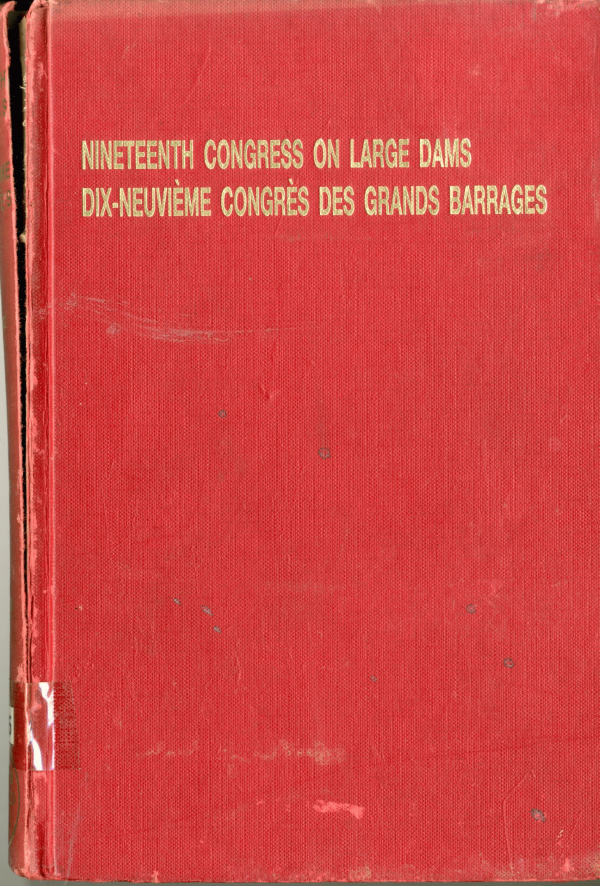 NINETEENTH CONGRESS ON LARGE DAMS
DIX-NEUVIÈME CONGRÈS DES GRANDS BARRAGES